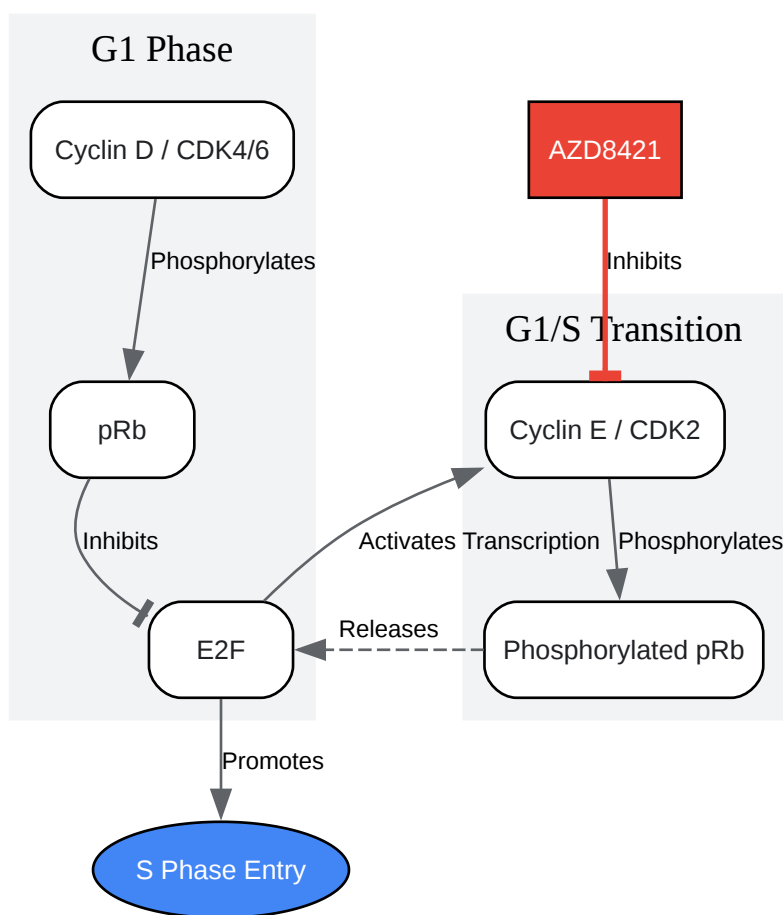 G1 Phase
Cyclin D / CDK4/6
AZD8421
Phosphorylates
Inhibits
G1/S Transition
pRb
Cyclin E / CDK2
Inhibits
Activates Transcription
Phosphorylates
E2F
Releases
Phosphorylated pRb
Promotes
S Phase Entry